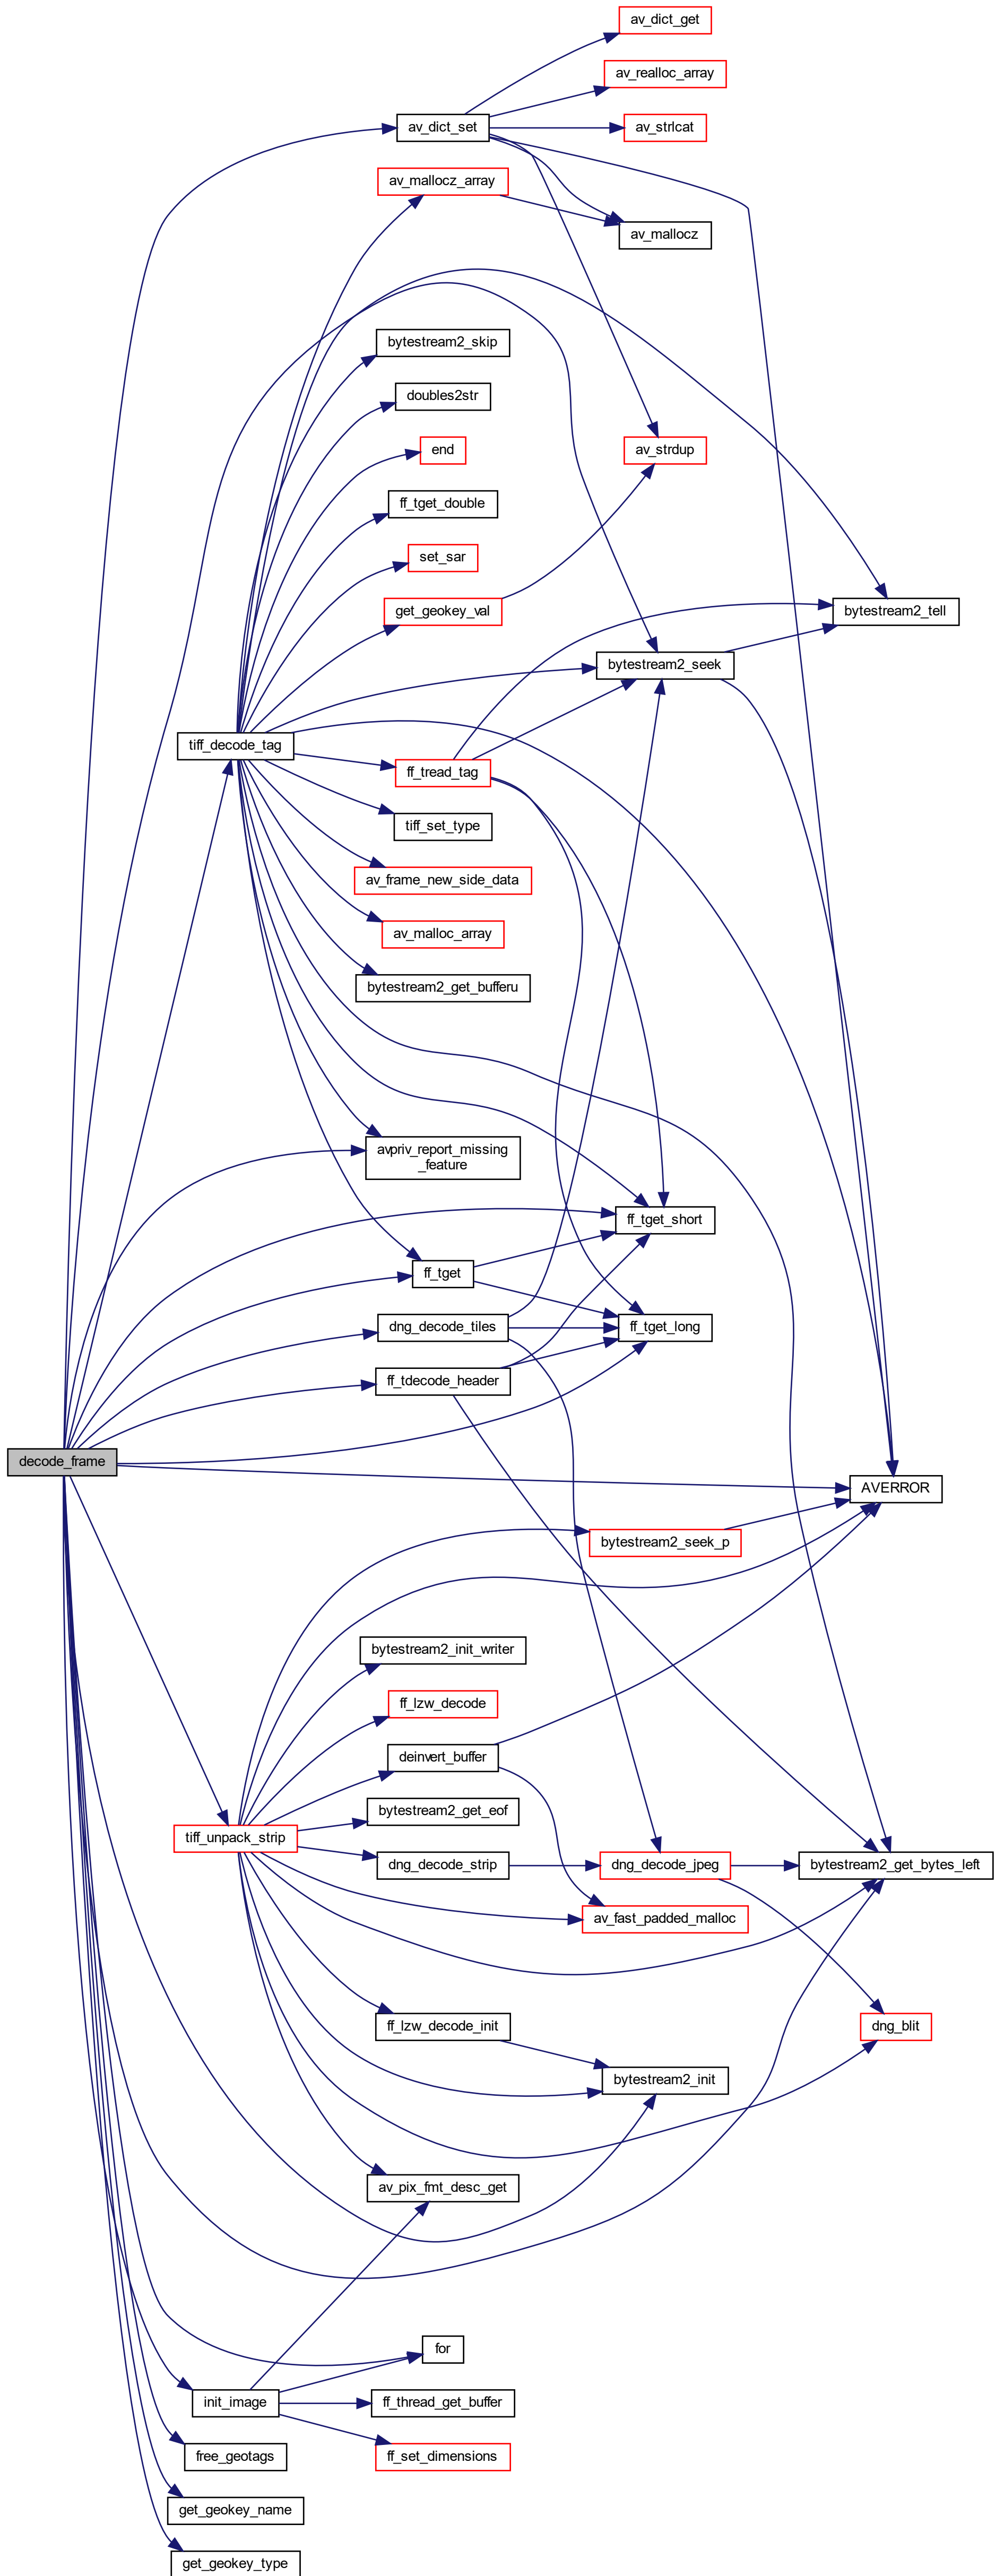 av_dict_get
av_realloc_array
av_dict_set
av_strlcat
av_mallocz_array
av_mallocz
bytestream2_skip
doubles2str
end
av_strdup
ff_tget_double
set_sar
get_geokey_val
bytestream2_tell
bytestream2_seek
tiff_decode_tag
ff_tread_tag
tiff_set_type
av_frame_new_side_data
av_malloc_array
bytestream2_get_bufferu
avpriv_report_missing
_feature
ff_tget_short
ff_tget
dng_decode_tiles
ff_tget_long
ff_tdecode_header
decode_frame
AVERROR
bytestream2_seek_p
bytestream2_init_writer
ff_lzw_decode
deinvert_buffer
bytestream2_get_eof
tiff_unpack_strip
dng_decode_strip
dng_decode_jpeg
bytestream2_get_bytes_left
av_fast_padded_malloc
ff_lzw_decode_init
dng_blit
bytestream2_init
av_pix_fmt_desc_get
for
init_image
ff_thread_get_buffer
free_geotags
ff_set_dimensions
get_geokey_name
get_geokey_type